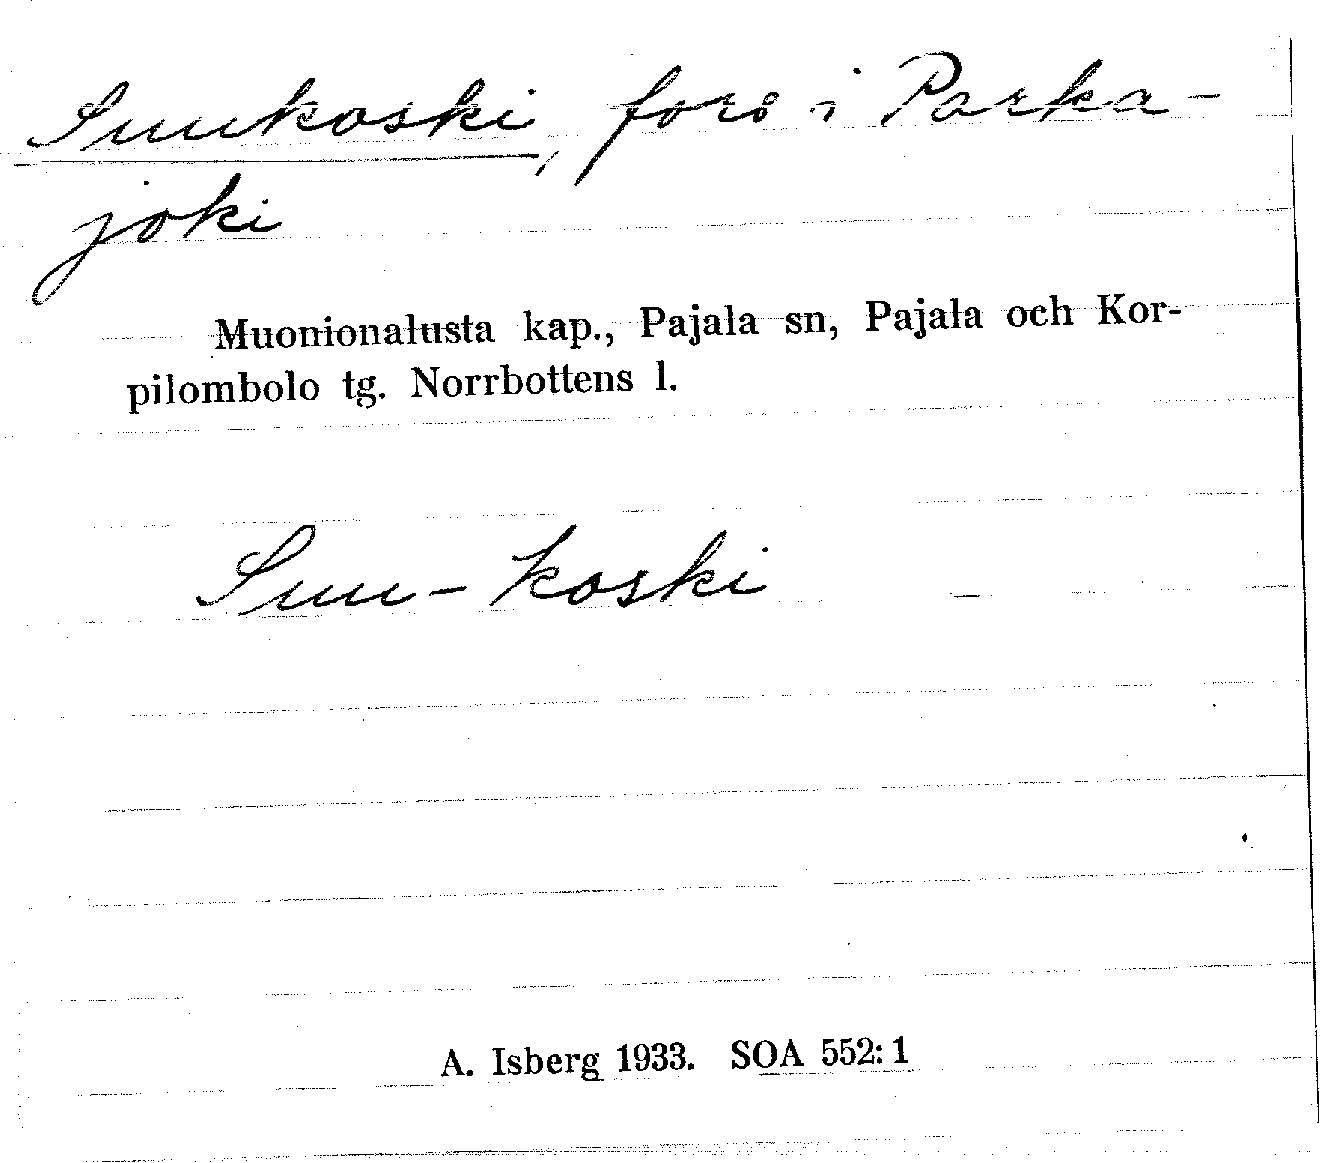 Suukoski, fors i Parka-
joki
Muonionalusta kap., Pajala sn, Pajala och Kor-
pilombolo tg. Norrbottens l.
Suu-koski
A. Isberg 1933. SOA 552:1